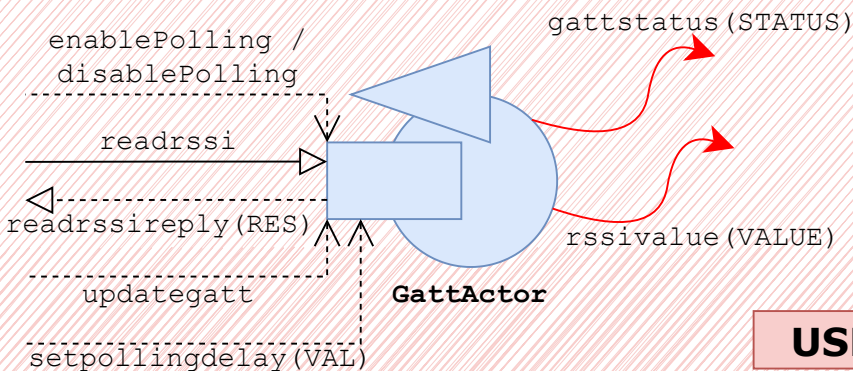 gattstatus(STATUS)
enablePolling /
disablePolling
readrssi
readrssireply(RES)
rssivalue(VALUE)
updategatt
GattActor
setpollingdelay(VAL)